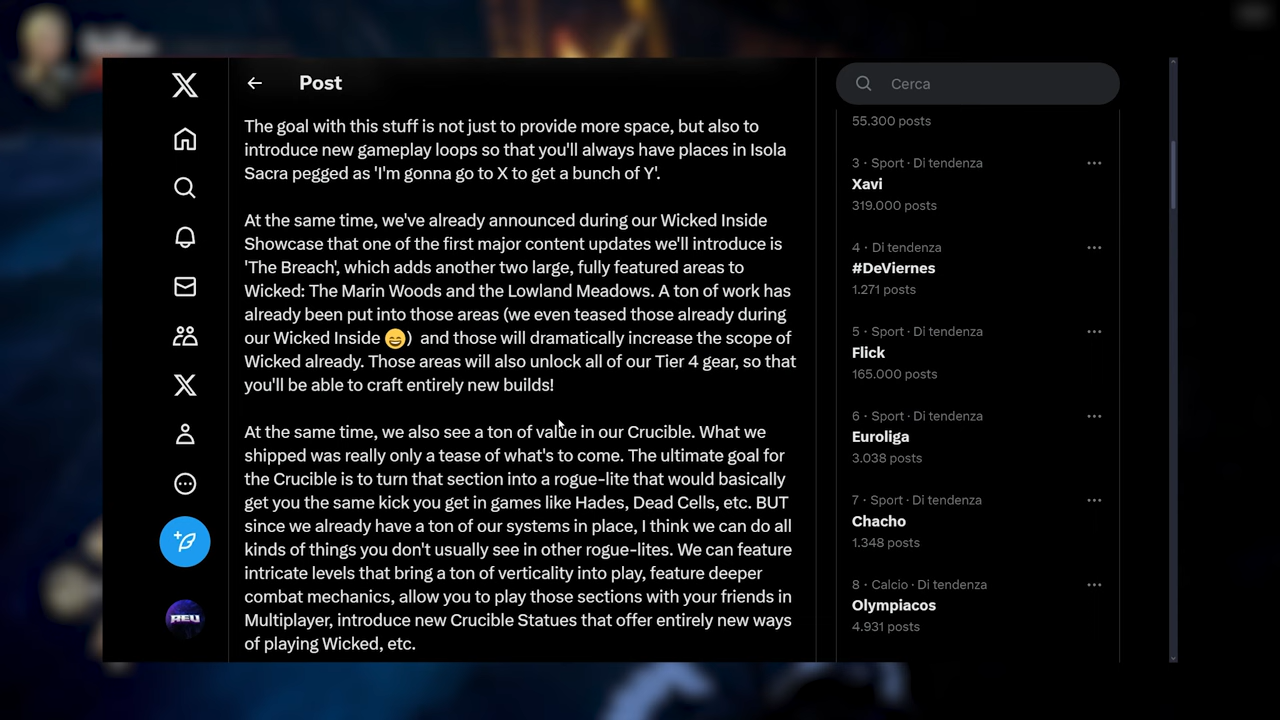 Post
The goal with this stuff is not just to provide more space, but also to
introduce new gameplay loops so that you'll always have places in Isola
Sacra pegged as 'I'm gonna go to X to get a bunch of Y'.
At the same time, we've already announced during our Wicked Inside
Showcase that one of the first major content updates we'll introduce is
'The Breach', which adds another two large, fully featured areas to
Wicked: The Marin Woods and the Lowland Meadows. A ton of work has
already been put into those areas (we even teased those already during
our Wicked Inside 😄) and those will dramatically increase the scope of
Wicked already. Those areas will also unlock all of our Tier 4 gear, so that
you'll be able to craft entirely new builds!
At the same time, we also see a ton of value in our Crucible. What we
shipped was really only a tease of what's to come. The ultimate goal for
the Crucible is to turn that section into a rogue-lite that would basically
get you the same kick you get in games like Hades, Dead Cells, etc. BUT
since we already have a ton of our systems in place, I think we can do all
kinds of things you don't usually see in other rogue-lites. We can feature
intricate levels that bring a ton of verticality into play, feature deeper
combat mechanics, allow you to play those sections with your friends in
Multiplayer, introduce new Crucible Statues that offer entirely new ways
of playing Wicked, etc.
Cerca
55.300 posts
3 · Sport · Di tendenza
Xavi
319.000 posts
4 · Di tendenza
#DeViernes
1.271 posts
5 · Sport · Di tendenza
Flick
165.000 posts
6 · Sport · Di tendenza
Euroliga
3.038 posts
7 · Sport · Di tendenza
Chacho
1.348 posts
8 · Calcio · Di tendenza
Olympiacos
4.931 posts